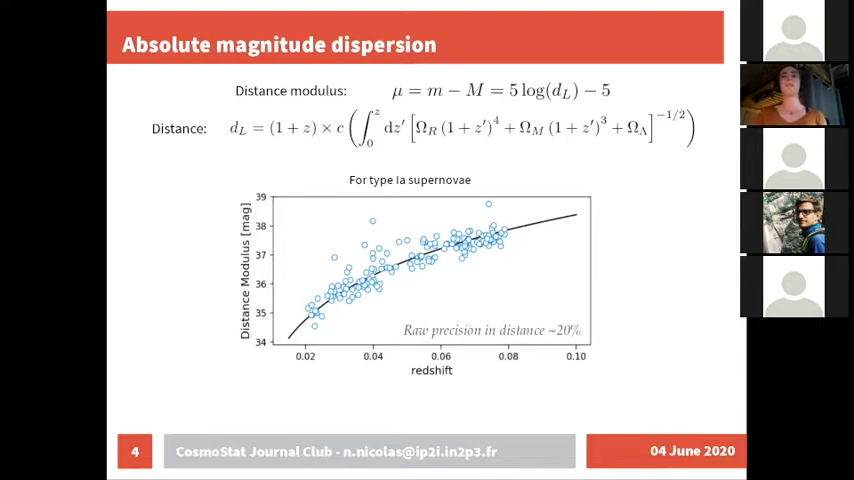 Absolute magnitude dispersion
Distance modulus: μ = m − M = 5 log(d_L) − 5
Distance: d_L = (1 + z) × c (∫_0^z dz′ [Ω_R (1 + z′)^4 + Ω_M (1 + z′)^3 + Ω_Λ]^{−1/2})
For type Ia supernovae
39
38
37
36
35
34
Distance Modulus [mag]
Raw precision in distance ~20%
0.02 0.04 0.06 0.08 0.10
redshift
4 CosmoStat Journal Club - n.nicolas@ip2i.in2p3.fr 04 June 2020